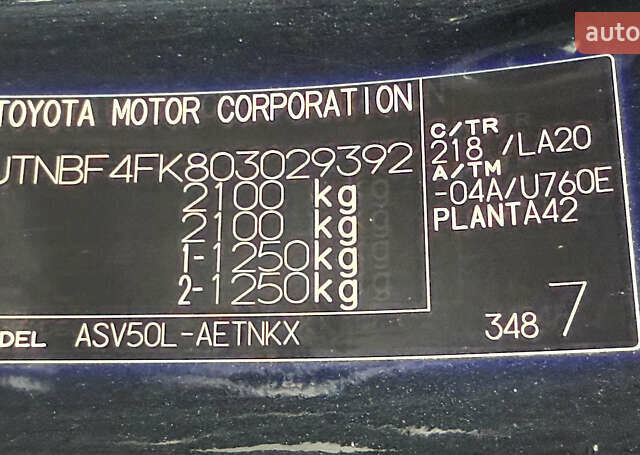 auto
TOYOTA MOTOR CORPORATION
JTNBF4FK803029392
2100 kg
2100 kg
1-1250kg
2-1250kg
C/TR
218 /LA20
A/TM
-04A/U760E
PLANTA42
DEL ASV50L-AETNKX
348 7